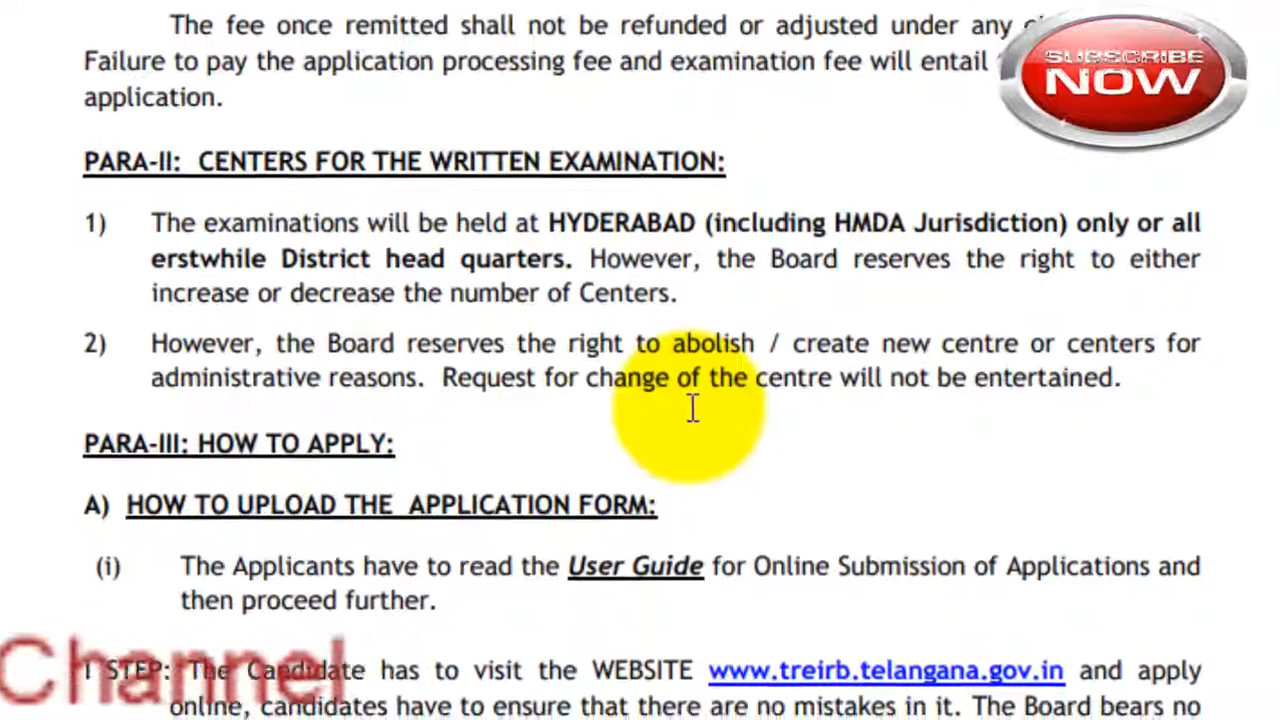 The fee once remitted shall not be refunded or adjusted under any
Failure to pay the application processing fee and examination fee will entail
application.
SUBSCRIBE
NOW
PARA-II: CENTERS FOR THE WRITTEN EXAMINATION:
1) The examinations will be held at HYDERABAD (including HMDA Jurisdiction) only or all
erstwhile District head quarters. However, the Board reserves the right to either
increase or decrease the number of Centers.
2) However, the Board reserves the right to abolish / create new centre or centers for
administrative reasons. Request for change of the centre will not be entertained.
PARA-III: HOW TO APPLY:
A) HOW TO UPLOAD THE APPLICATION FORM:
(i) The Applicants have to read the User Guide for Online Submission of Applications and
then proceed further.
I STEP: The Candidate has to visit the WEBSITE www.treirb.telangana.gov.in and apply
online, candidates have to ensure that there are no mistakes in it. The Board bears no
Channel